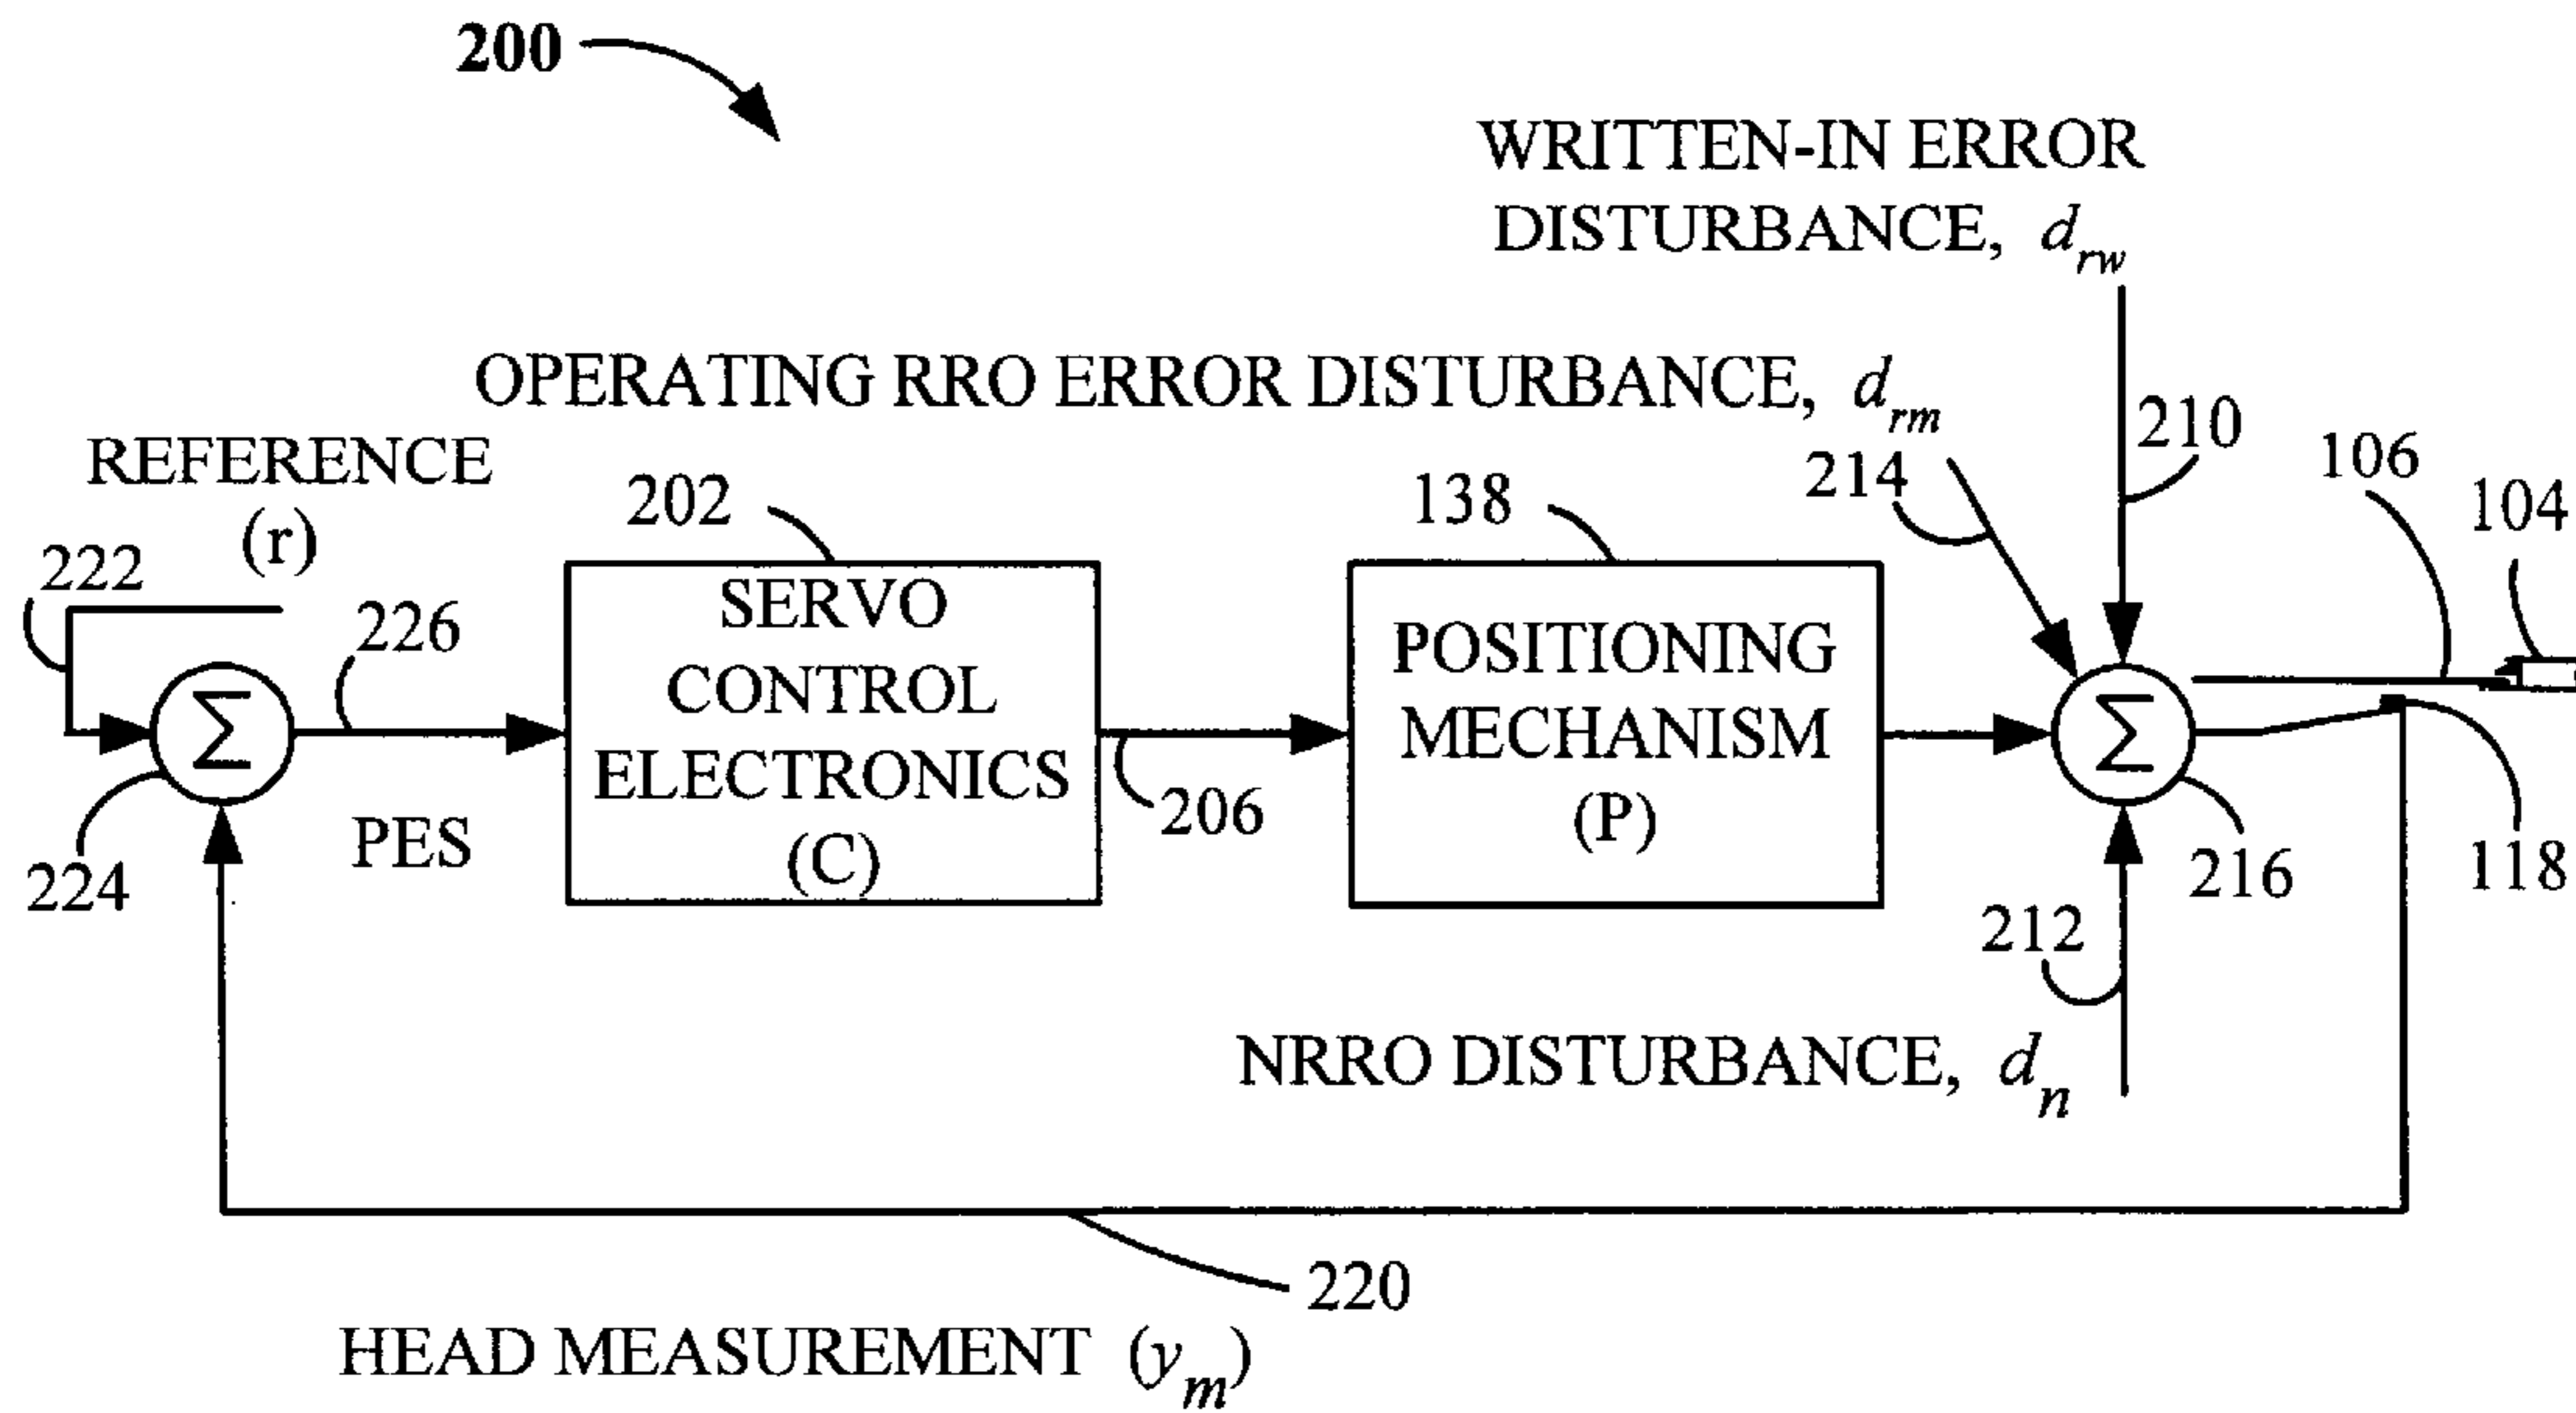 200
WRITTEN-IN ERROR
DISTURBANCE, d_rw
OPERATING RRO ERROR DISTURBANCE, d_rm
210
REFERENCE
(r)
214
106
104
202
138
222
226
SERVO
CONTROL
ELECTRONICS
(C)
POSITIONING
MECHANISM
(P)
Σ
Σ
206
224
PES
216
118
212
NRRO DISTURBANCE, d_n
220
HEAD MEASUREMENT (y_m)